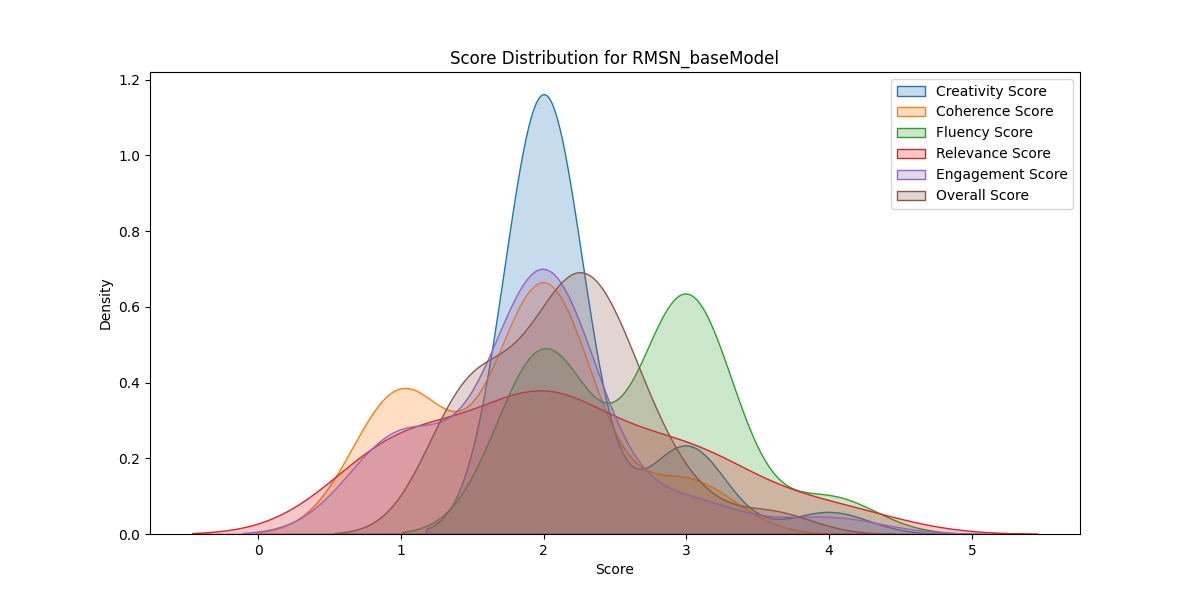 Score Distribution for RMSN_baseModel
1.2
1.0
0.8
0.6
0.4
0.2
0.0
Density
0 1 2 3 4 5
Score
Creativity Score
Coherence Score
Fluency Score
Relevance Score
Engagement Score
Overall Score